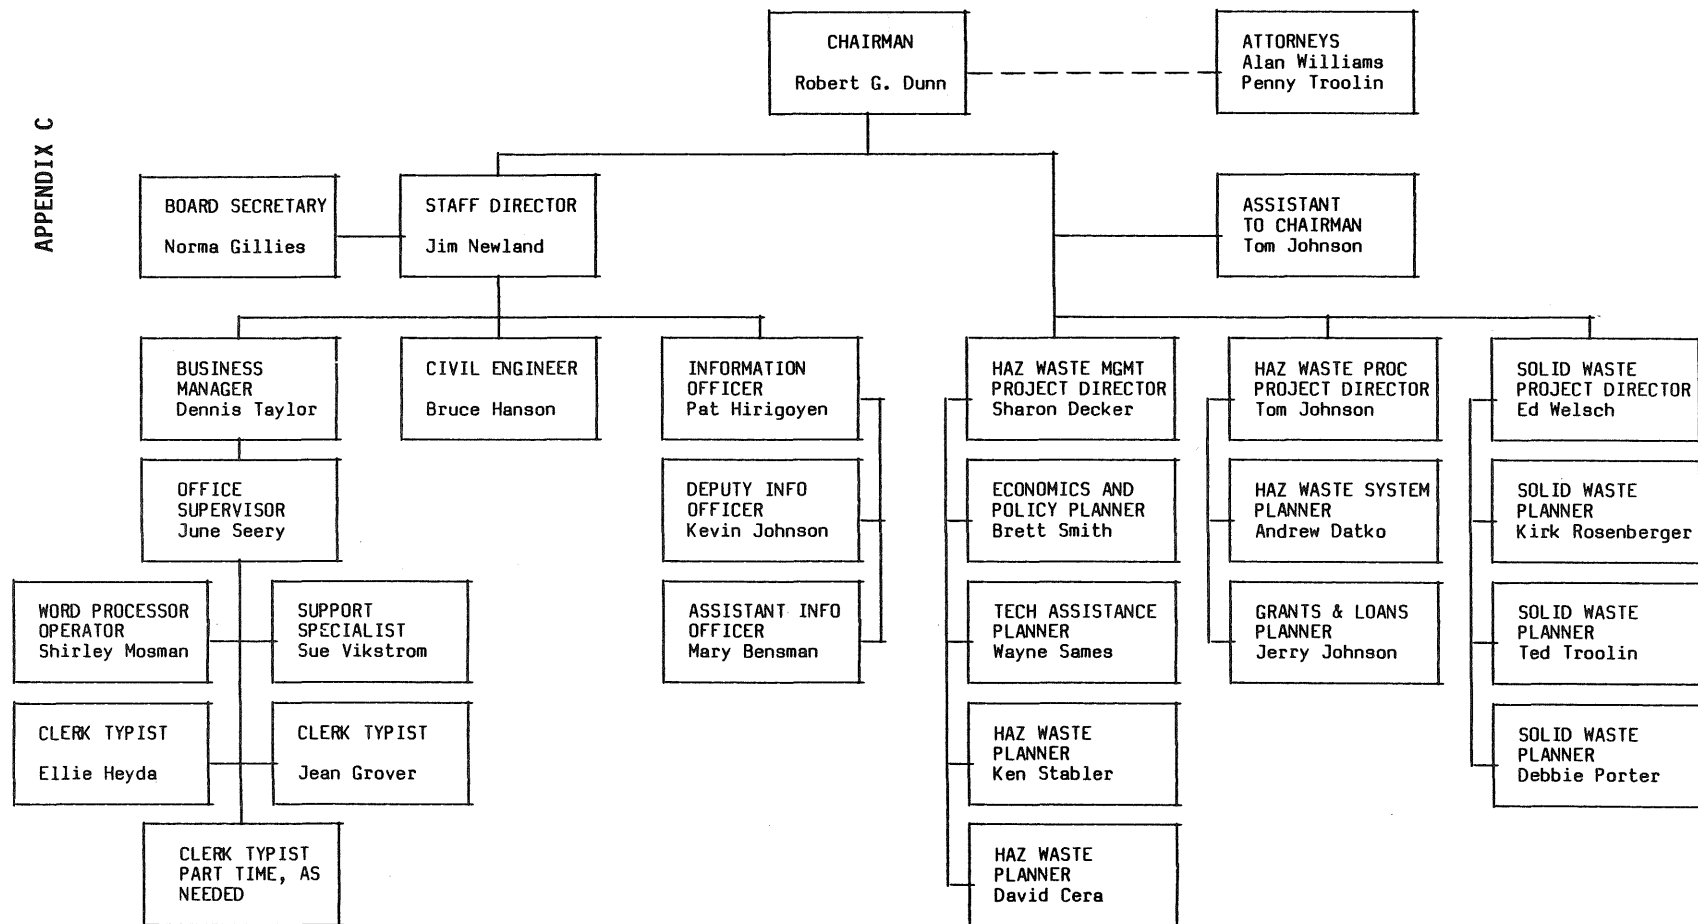 APPENDIX C
CHAIRMAN
Robert G. Dunn
ATTORNEYS
Alan Williams
Penny Troolin
BOARD SECRETARY
Norma Gillies
STAFF DIRECTOR
Jim Newland
ASSISTANT
TO CHAIRMAN
Tom Johnson
BUSINESS
MANAGER
Dennis Taylor
CIVIL ENGINEER
Bruce Hanson
INFORMATION
OFFICER
Pat Hirigoyen
HAZ WASTE MGMT
PROJECT DIRECTOR
Sharon Decker
HAZ WASTE PROC
PROJECT DIRECTOR
Tom Johnson
SOLID WASTE
PROJECT DIRECTOR
Ed Welsch
OFFICE
SUPERVISOR
June Seery
DEPUTY INFO
OFFICER
Kevin Johnson
ECONOMICS AND
POLICY PLANNER
Brett Smith
HAZ WASTE SYSTEM
PLANNER
Andrew Datko
SOLID WASTE
PLANNER
Kirk Rosenberger
WORD PROCESSOR
OPERATOR
Shirley Mosman
SUPPORT
SPECIALIST
Sue Vikstrom
ASSISTANT INFO
OFFICER
Mary Bensman
TECH ASSISTANCE
PLANNER
Wayne Sames
GRANTS & LOANS
PLANNER
Jerry Johnson
SOLID WASTE
PLANNER
Ted Troolin
CLERK TYPIST
Ellie Heyda
CLERK TYPIST
Jean Grover
HAZ WASTE
PLANNER
Ken Stabler
SOLID WASTE
PLANNER
Debbie Porter
CLERK TYPIST
PART TIME, AS
NEEDED
HAZ WASTE
PLANNER
David Cera